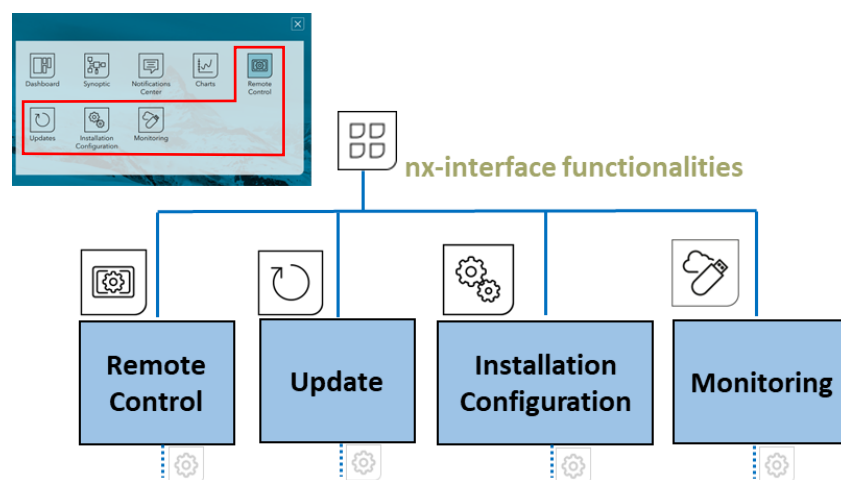 Dashboard
Synoptic
Notifications
Center
Charts
Remote
Control
Updates
Installation
Configuration
Monitoring
nx-interface functionalities
Remote
Control
Update
Installation
Configuration
Monitoring